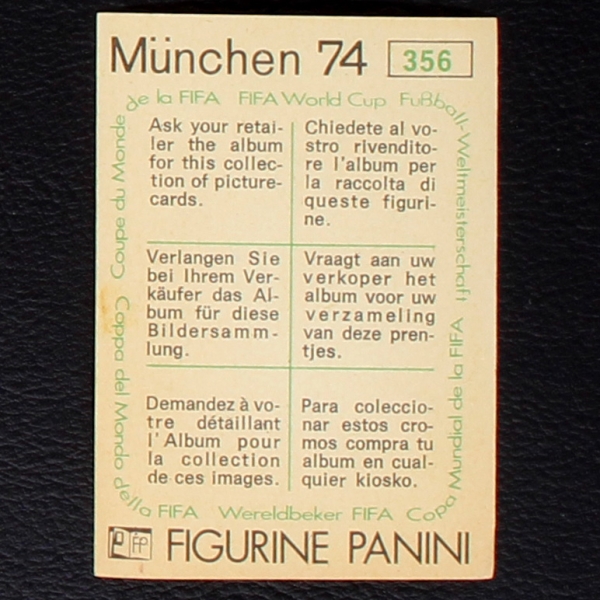 München 74 356
de la FIFA FIFA World Cup Fußball-Weltmeisterschaft
Ask your retai-
ler the album
for this collec-
tion of picture-
cards.
Chiedete al vo-
stro rivendito-
re l'album per
la raccolta di
queste figuri-
ne.
Verlangen Sie
bei Ihrem Ver-
käufer das Al-
bum für diese
Bildersamm-
lung.
Vraagt aan uw
verkoper het
album voor uw
verzameling
van deze pren-
tjes.
Demandez à vo-
tre détaillant
l'Album pour
la collection
de ces images.
Para coleccio-
nar estos cro-
mos compra tu
album en cual-
quier kiosko.
Coupe du Monde
Coppa del Mondo della FIFA Wereldbeker FIFA Copa Mundial de la FIFA
FIGURINE PANINI